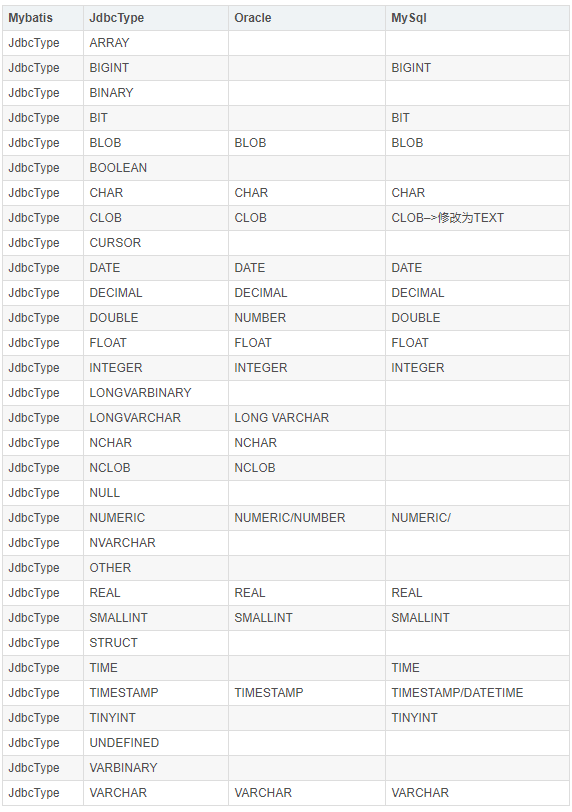 Mybatis JdbcType Oracle MySql
JdbcType ARRAY
JdbcType BIGINT BIGINT
JdbcType BINARY
JdbcType BIT BIT
JdbcType BLOB BLOB BLOB
JdbcType BOOLEAN
JdbcType CHAR CHAR CHAR
JdbcType CLOB CLOB CLOB–>修改为TEXT
JdbcType CURSOR
JdbcType DATE DATE DATE
JdbcType DECIMAL DECIMAL DECIMAL
JdbcType DOUBLE NUMBER DOUBLE
JdbcType FLOAT FLOAT FLOAT
JdbcType INTEGER INTEGER INTEGER
JdbcType LONGVARBINARY
JdbcType LONGVARCHAR LONG VARCHAR
JdbcType NCHAR NCHAR
JdbcType NCLOB NCLOB
JdbcType NULL
JdbcType NUMERIC NUMERIC/NUMBER NUMERIC/
JdbcType NVARCHAR
JdbcType OTHER
JdbcType REAL REAL REAL
JdbcType SMALLINT SMALLINT SMALLINT
JdbcType STRUCT
JdbcType TIME TIME
JdbcType TIMESTAMP TIMESTAMP TIMESTAMP/DATETIME
JdbcType TINYINT TINYINT
JdbcType UNDEFINED
JdbcType VARBINARY
JdbcType VARCHAR VARCHAR VARCHAR